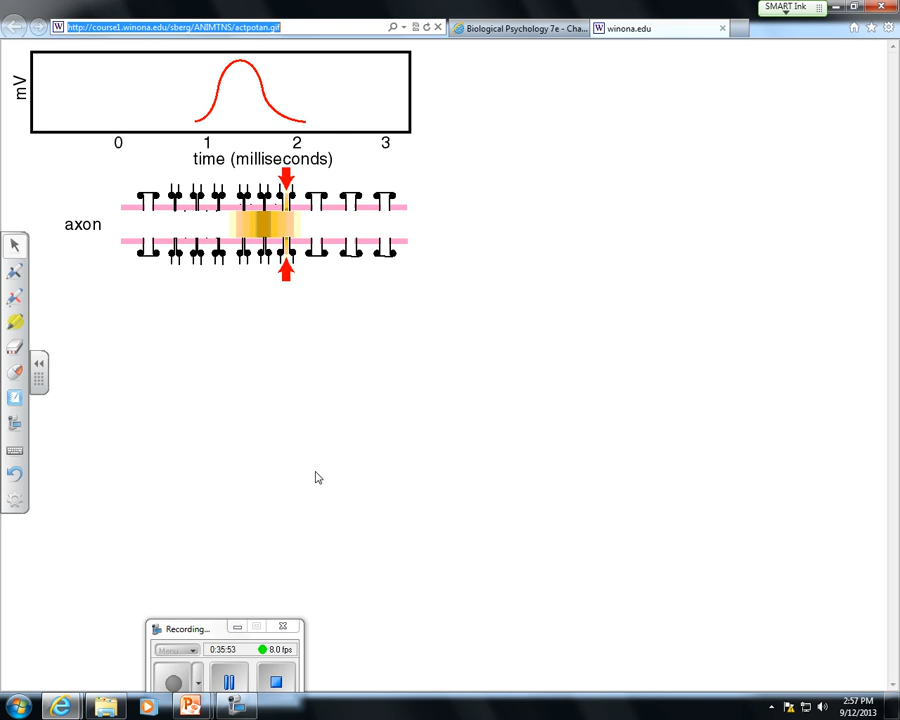 SMART Ink
http://course1.winona.edu/sberg/ANIMTNS/actpotan.gif
Biological Psychology 7e - Cha...
winona.edu
mV
0 1 2 3
time (milliseconds)
axon
Recording...
Menu 0:35:53 8.0 fps
2:57 PM
9/12/2013